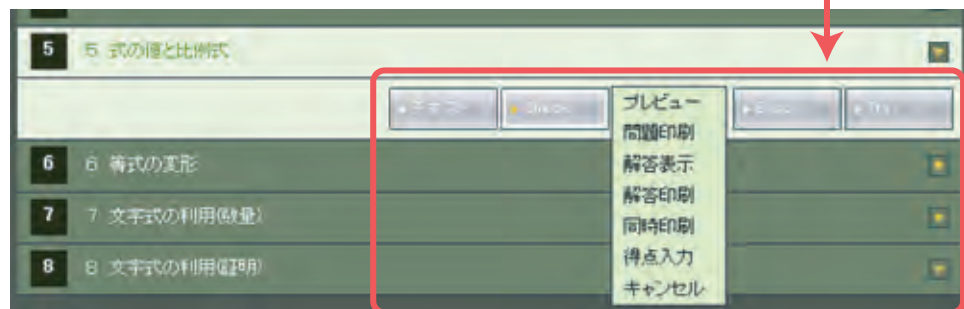 5 5 式の値と比例式
プレビュー
問題印刷
解答表示
解答印刷
同時印刷
得点入力
キャンセル
6 6 等式の変形
7 7 文字式の利用(数量)
8 8 文字式の利用(証明)